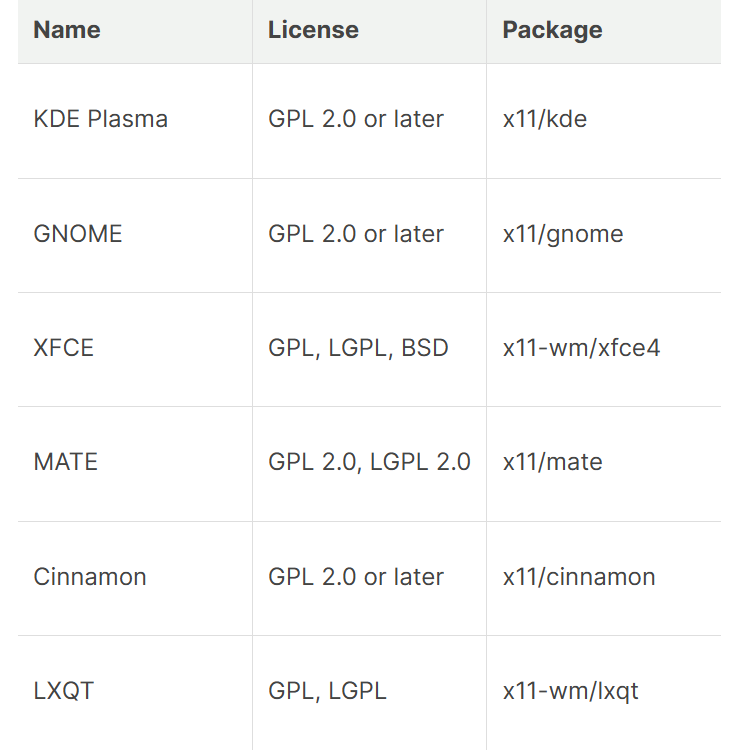 Name License Package
KDE Plasma GPL 2.0 or later x11/kde
GNOME GPL 2.0 or later x11/gnome
XFCE GPL, LGPL, BSD x11-wm/xfce4
MATE GPL 2.0, LGPL 2.0 x11/mate
Cinnamon GPL 2.0 or later x11/cinnamon
LXQT GPL, LGPL x11-wm/lxqt